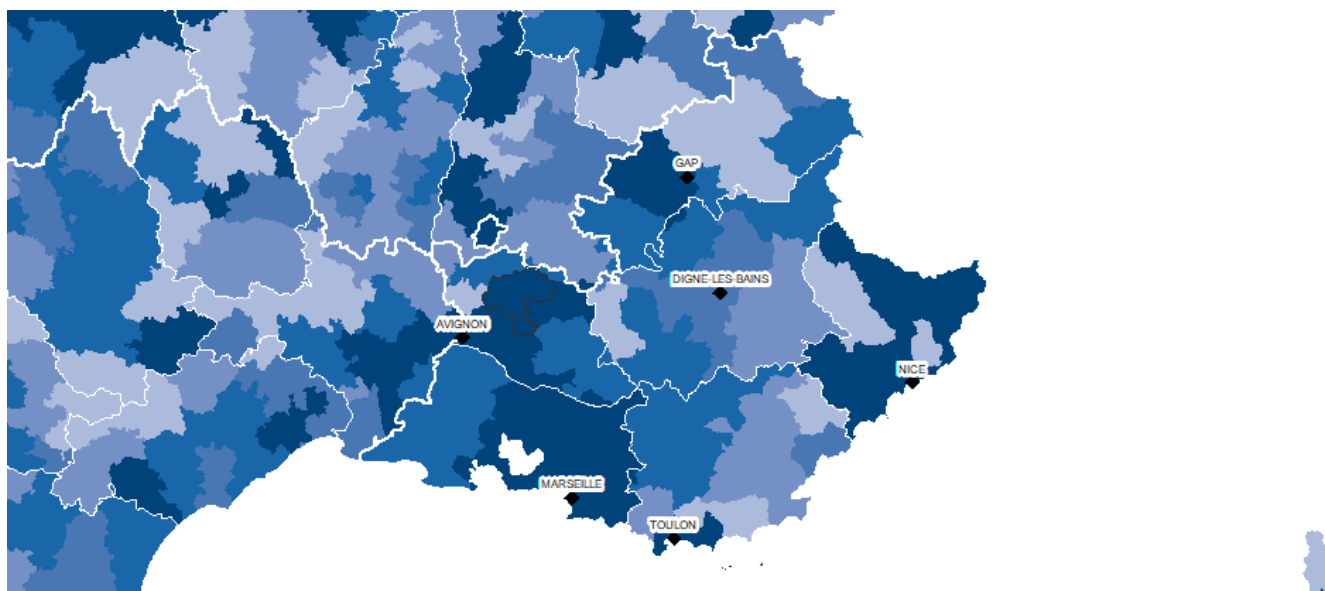 GAP
DIGNE-LES-BAINS
AVIGNON
NICE
MARSEILLE
TOULON